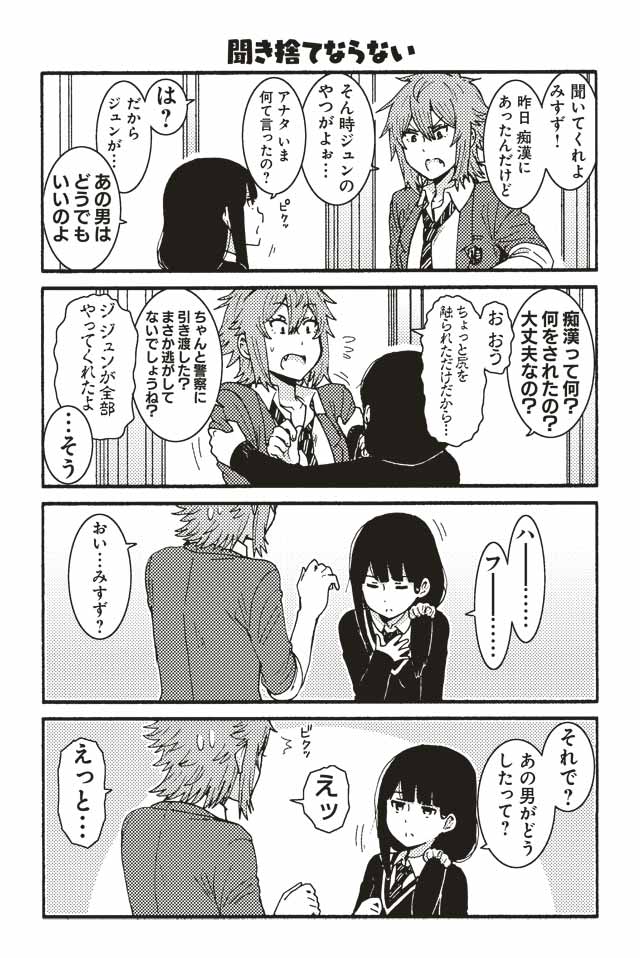 聞き捨てならない
聞いてくれよ
みすず!
昨日 痴漢に
あったんだけど
そん時ジュンの
やつがよぉ…
アナタ いま
何て言ったの?
ピクッ
は?
だから
ジュンが…
あの男は
どうでも
いいのよ
痴漢って何?
何をされたの?
大丈夫なの?
お おう
ちょっと尻を
触られただけだから…
ちゃんと警察に
引き渡した?
まさか逃がして
ないでしょうね?
ジ ジュンが全部
やってくれたよ
…そう
ハー……
フー……
おい…みすず?
それで?
あの男がどう
したって?
ビクッ
えッ
えっと…